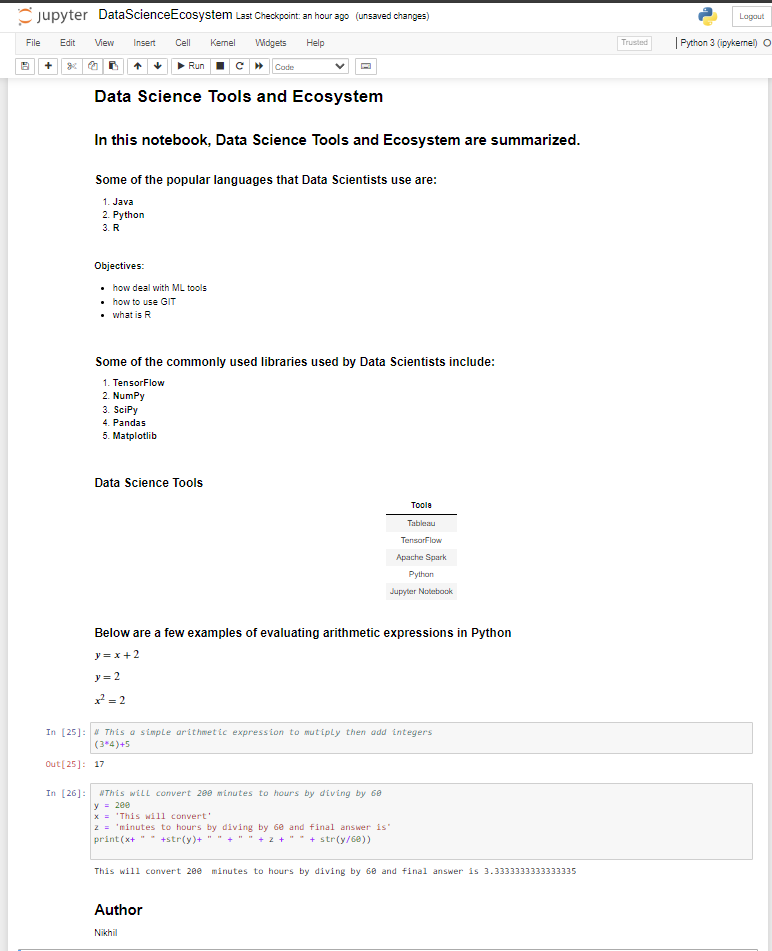 jupyter DataScienceEcosystem Last Checkpoint: an hour ago (unsaved changes) Logout
File Edit View Insert Cell Kernel Widgets Help Trusted Python 3 (ipykernel)
Run Code
Data Science Tools and Ecosystem
In this notebook, Data Science Tools and Ecosystem are summarized.
Some of the popular languages that Data Scientists use are:
1. Java
2. Python
3. R
Objectives:
• how deal with ML tools
• how to use GIT
• what is R
Some of the commonly used libraries used by Data Scientists include:
1. TensorFlow
2. NumPy
3. SciPy
4. Pandas
5. Matplotlib
Data Science Tools
Tools
Tableau
TensorFlow
Apache Spark
Python
Jupyter Notebook
Below are a few examples of evaluating arithmetic expressions in Python
y = x + 2
y = 2
x² = 2
In [25]: # This a simple arithmetic expression to mutiply then add integers
(3*4)+5
Out[25]: 17
In [26]: #This will convert 200 minutes to hours by diving by 60
y = 200
x = 'This will convert'
z = 'minutes to hours by diving by 60 and final answer is'
print(x+ " " +str(y)+ " " + " " + z + " " + str(y/60))
This will convert 200  minutes to hours by diving by 60 and final answer is 3.3333333333333335
Author
Nikhil